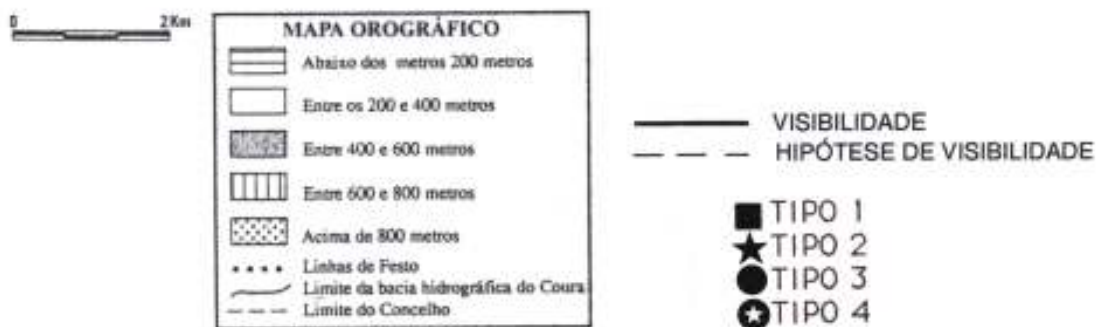 0 2 Km
MAPA OROGRÁFICO
Abaixo dos metros 200 metros
Entre os 200 e 400 metros
Entre 400 e 600 metros
Entre 600 e 800 metros
Acima de 800 metros
Linhas de Festo
Limite da bacia hidrográfica do Coura
Limite do Concelho
VISIBILIDADE
HIPÓTESE DE VISIBILIDADE
TIPO 1
TIPO 2
TIPO 3
TIPO 4